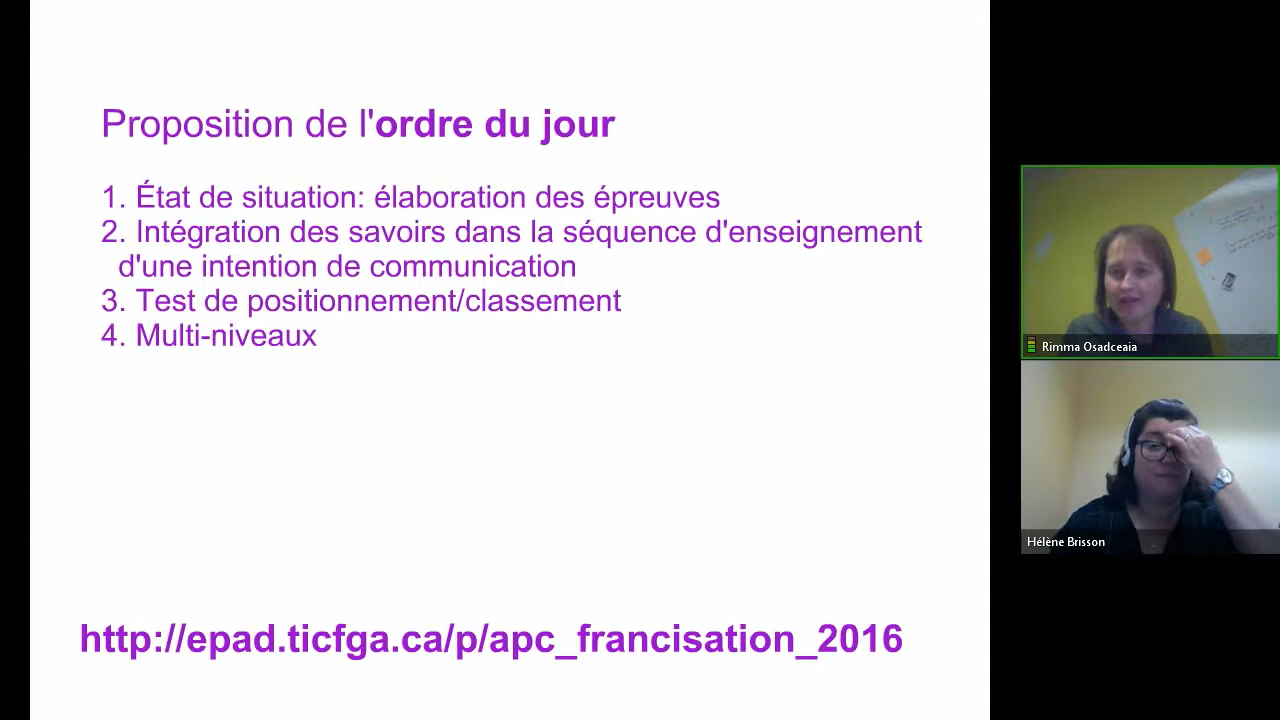 Proposition de l'ordre du jour
1. État de situation: élaboration des épreuves
2. Intégration des savoirs dans la séquence d'enseignement
d'une intention de communication
3. Test de positionnement/classement
4. Multi-niveaux
http://epad.ticfga.ca/p/apc_francisation_2016
Rimma Osadceaia
Hélène Brisson